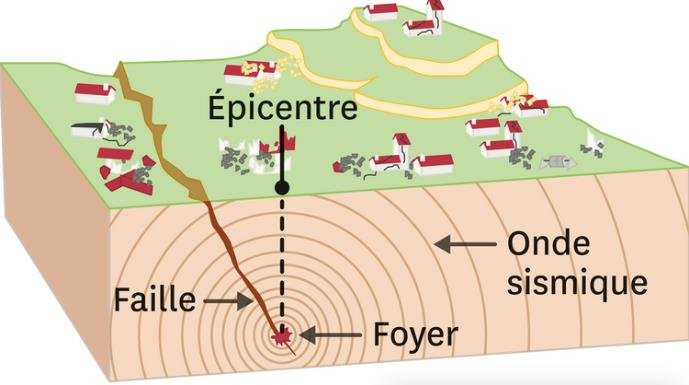 Épicentre
Onde
sismique
Faille
Foyer